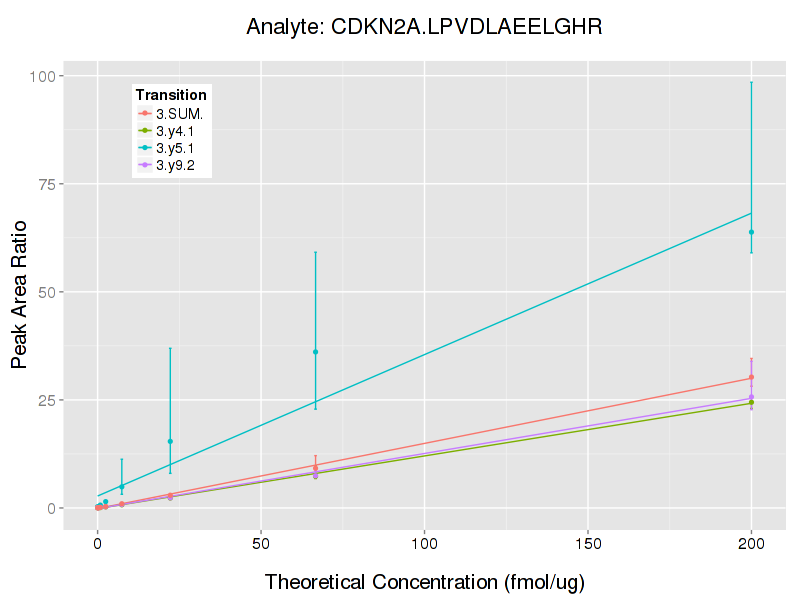 Analyte: CDKN2A.LPVDLAEELGHR
100
75
50
25
0
Peak Area Ratio
Transition
3.SUM.
3.y4.1
3.y5.1
3.y9.2
0 50 100 150 200
Theoretical Concentration (fmol/ug)